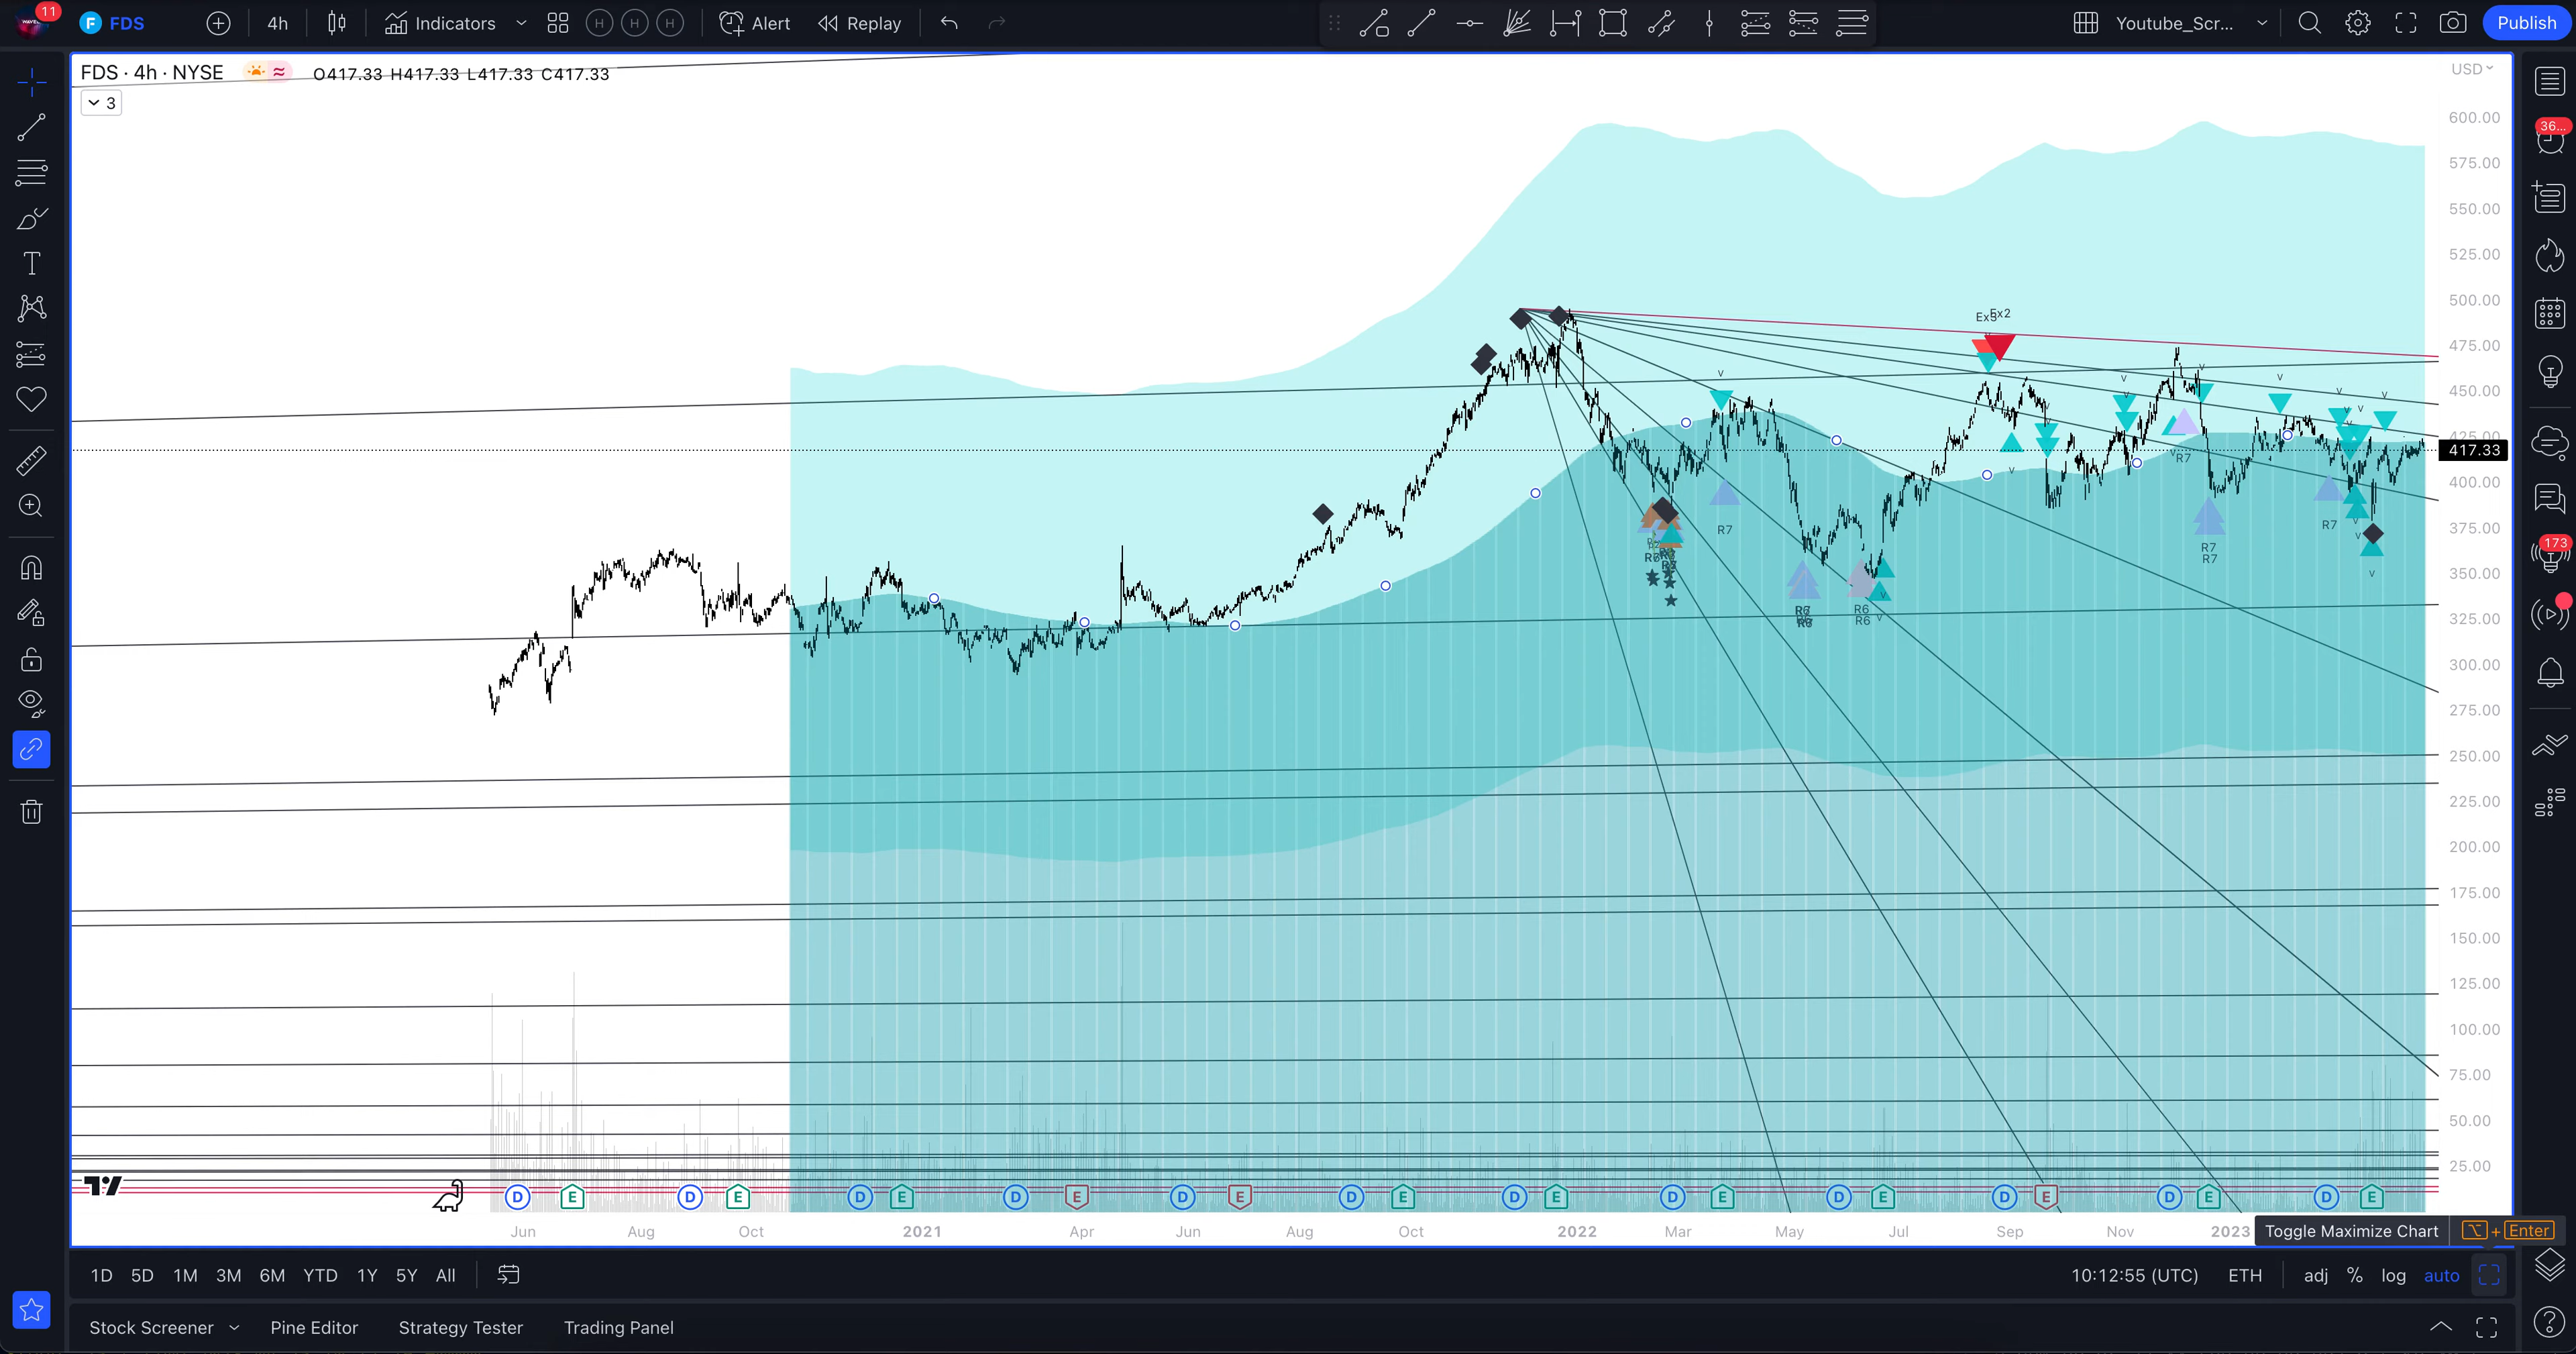 11
FDS
4h
Indicators
H H H
Alert
Replay
Youtube_Scr...
Publish
FDS · 4h · NYSE
O417.33 H417.33 L417.33 C417.33
3
USD
600.00
575.00
550.00
525.00
500.00
475.00
450.00
417.33
400.00
375.00
350.00
325.00
300.00
275.00
250.00
225.00
200.00
175.00
150.00
125.00
100.00
75.00
50.00
25.00
36...
173
Ex2
R7
R7
R7
R7
R7
R6
R6
D E D E D E D E D E D E D E D E D E D E D E D E
Jun Aug Oct 2021 Apr Jun Aug Oct 2022 Mar May Jul Sep Nov 2023
Toggle Maximize Chart ⌥ + Enter
1D 5D 1M 3M 6M YTD 1Y 5Y All
10:12:55 (UTC) ETH adj % log auto
Stock Screener Pine Editor Strategy Tester Trading Panel